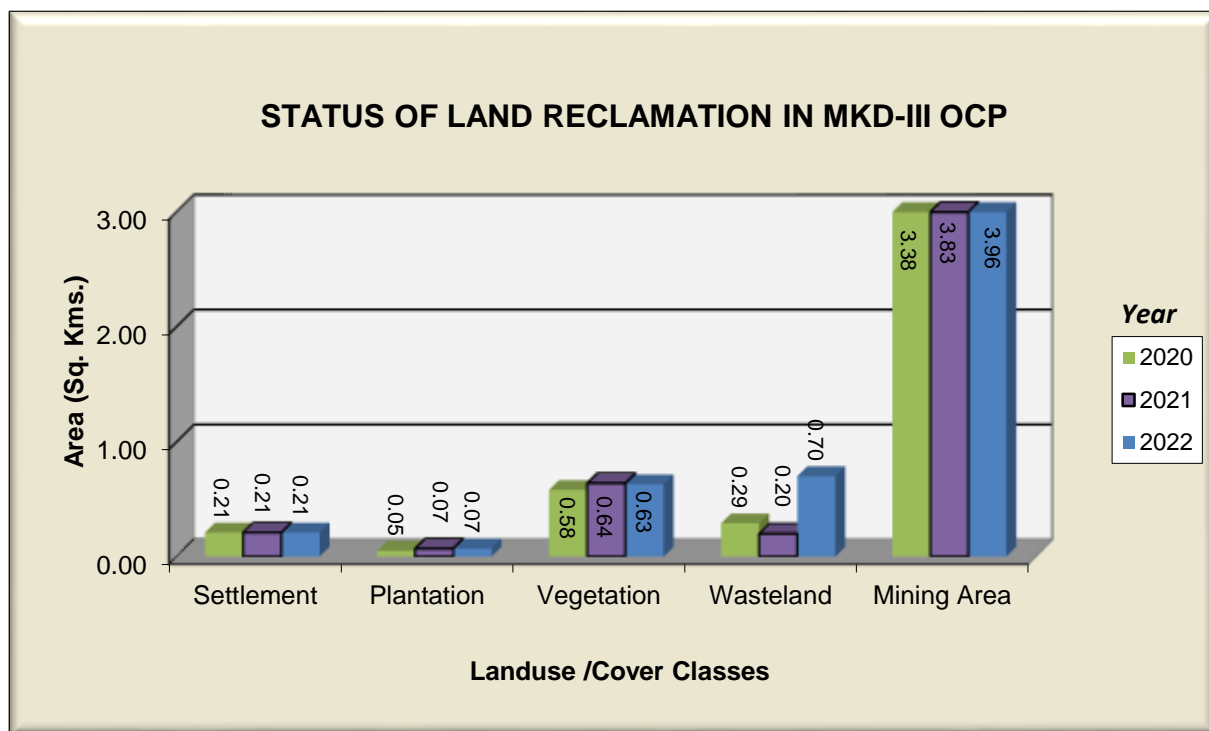 STATUS OF LAND RECLAMATION IN MKD-III OCP
Area (Sq. Kms.)
3.00
2.00
1.00
0.00
0.21
0.21
0.21
0.05
0.07
0.07
0.58
0.64
0.63
0.29
0.20
0.70
3.38
3.83
3.96
Settlement
Plantation
Vegetation
Wasteland
Mining Area
Landuse /Cover Classes
Year
2020
2021
2022